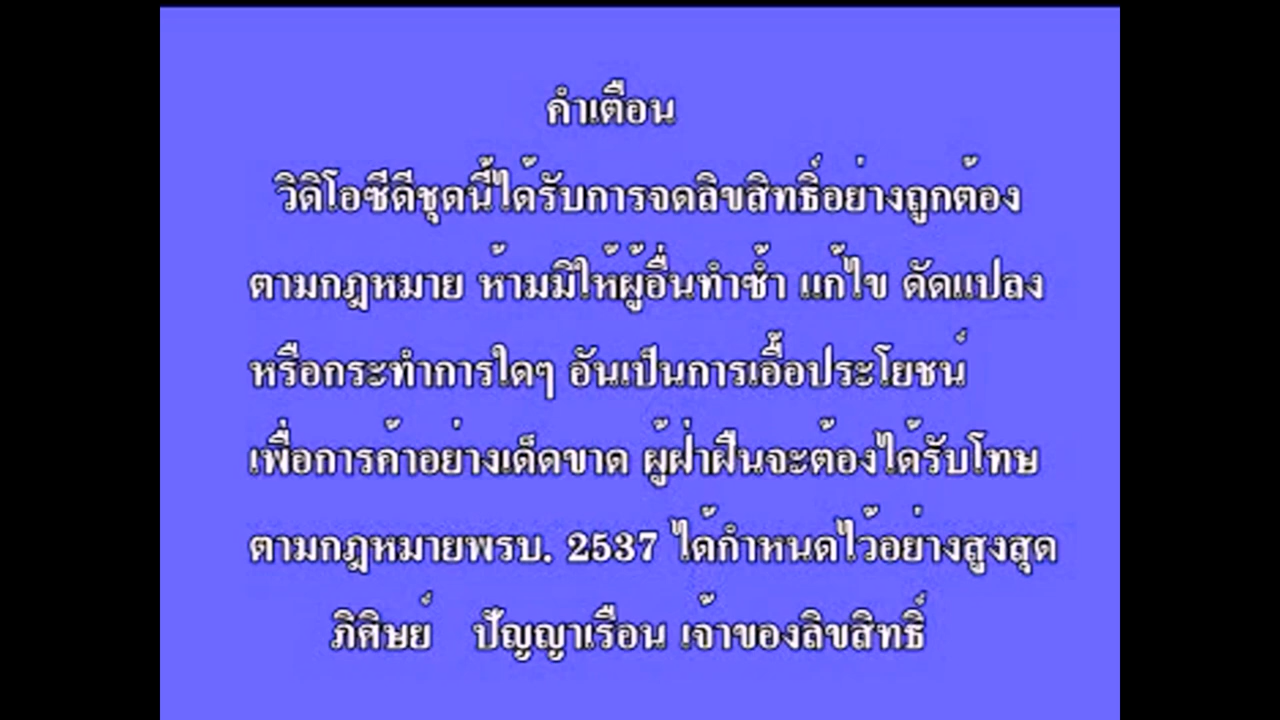 คำเตือน
วิดิโอซีดีชุดนี้ได้รับการจดลิขสิทธิ์อย่างถูกต้อง
ตามกฎหมาย ห้ามมิให้ผู้อื่นทำซ้ำ แก้ไข ดัดแปลง
หรือกระทำการใดๆ อันเป็นการเอื้อประโยชน์
เพื่อการค้าอย่างเด็ดขาด ผู้ฝ่าฝืนจะต้องได้รับโทษ
ตามกฎหมายพรบ. 2537 ได้กำหนดไว้อย่างสูงสุด
ภิศิษย์ ปัญญาเรือน เจ้าของลิขสิทธิ์